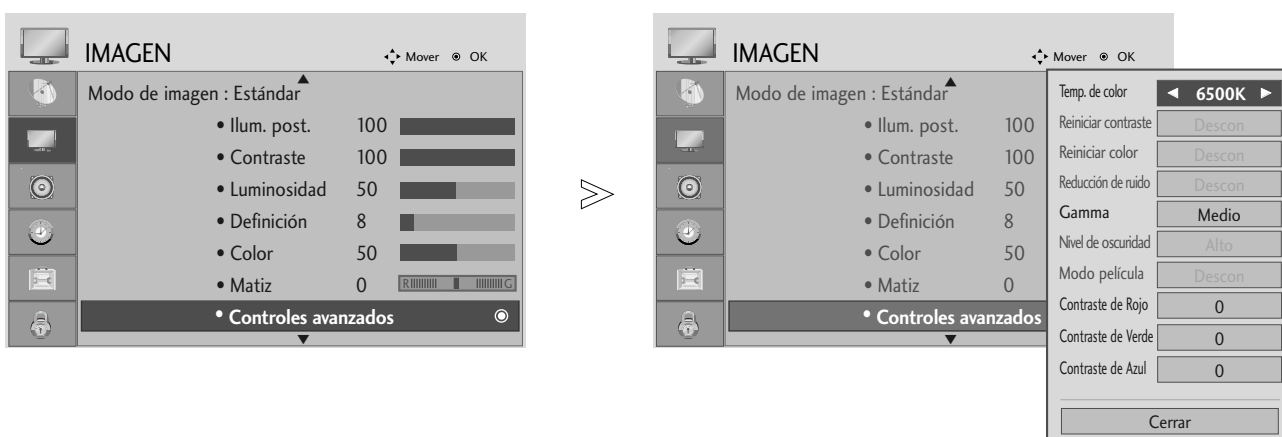 IMAGEN
Mover OK
Modo de imagen : Estándar
• Ilum. post. 100
• Contraste 100
• Luminosidad 50
• Definición 8
• Color 50
• Matiz 0 R G
• Controles avanzados
IMAGEN
Mover OK
Modo de imagen : Estándar
• Ilum. post. 100
• Contraste 100
• Luminosidad 50
• Definición 8
• Color 50
• Matiz 0
• Controles avanzados
Temp. de color ◄ 6500K ►
Reiniciar contraste Descon
Reiniciar color Descon
Reducción de ruido Descon
Gamma Medio
Nivel de oscuridad Alto
Modo película Descon
Contraste de Rojo 0
Contraste de Verde 0
Contraste de Azul 0
Cerrar